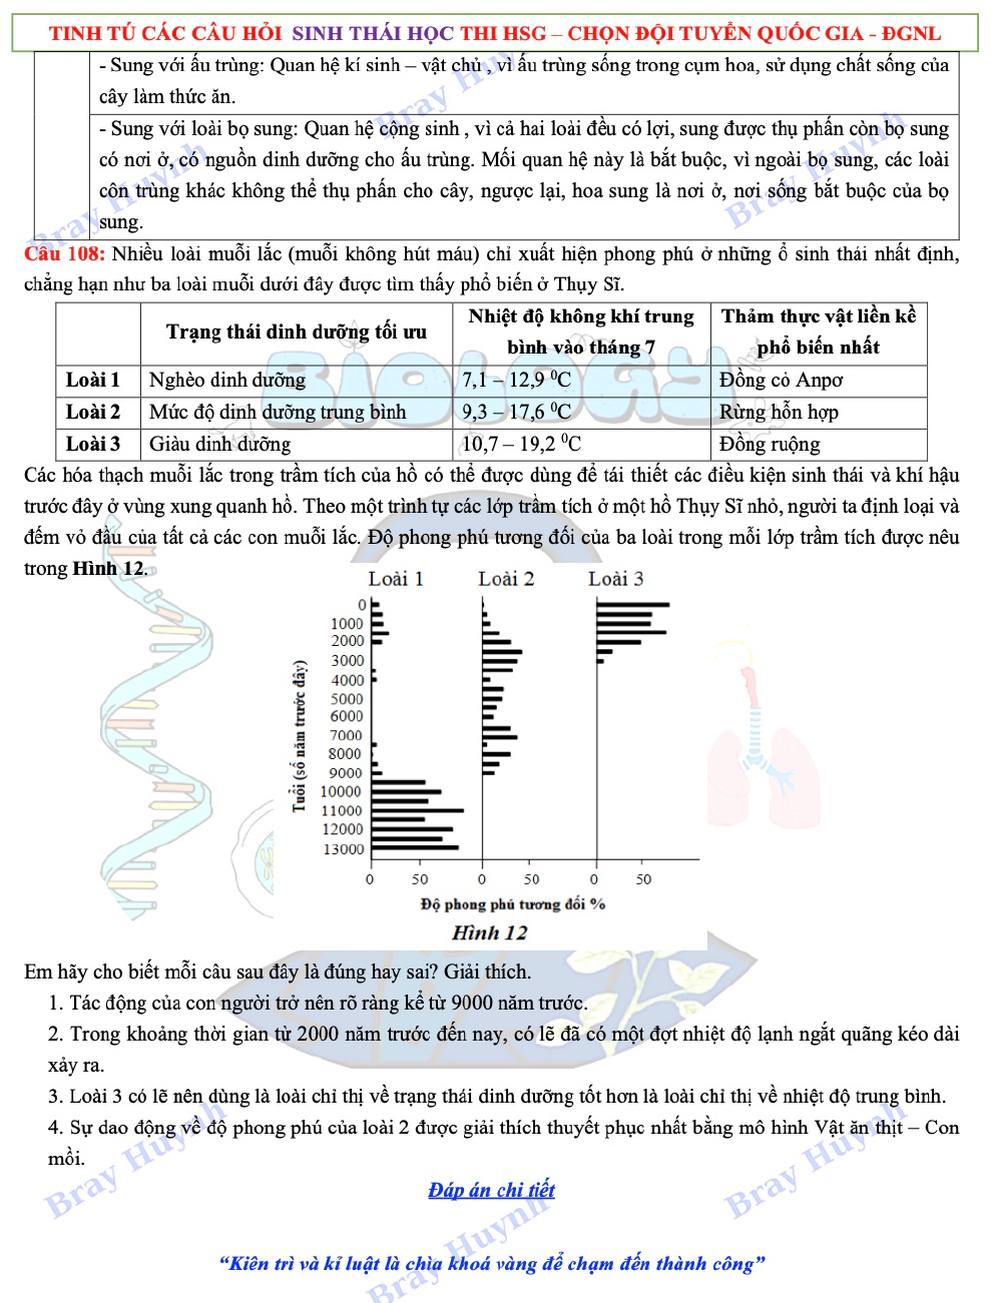 TINH TÚ CÁC CÂU HỎI SINH THÁI HỌC THI HSG – CHỌN ĐỘI TUYỂN QUỐC GIA - ĐGNL
- Sung với ấu trùng: Quan hệ kí sinh – vật chủ , vì ấu trùng sống trong cụm hoa, sử dụng chất sống của
cây làm thức ăn.
- Sung với loài bọ sung: Quan hệ cộng sinh , vì cả hai loài đều có lợi, sung được thụ phấn còn bọ sung
có nơi ở, có nguồn dinh dưỡng cho ấu trùng. Mối quan hệ này là bắt buộc, vì ngoài bọ sung, các loài
côn trùng khác không thể thụ phấn cho cây, ngược lại, hoa sung là nơi ở, nơi sống bắt buộc của bọ
sung.
Bray Huynh
Bray Huynh
Bray Huynh
Câu 108: Nhiều loài muỗi lắc (muỗi không hút máu) chỉ xuất hiện phong phú ở những ổ sinh thái nhất định,
chẳng hạn như ba loài muỗi dưới đây được tìm thấy phổ biến ở Thụy Sĩ.
Trạng thái dinh dưỡng tối ưu
Nhiệt độ không khí trung
bình vào tháng 7
Thảm thực vật liền kề
phổ biến nhất
Loài 1 Nghèo dinh dưỡng 7,1 – 12,9 ⁰C Đồng cỏ Anpơ
Loài 2 Mức độ dinh dưỡng trung bình 9,3 – 17,6 ⁰C Rừng hỗn hợp
Loài 3 Giàu dinh dưỡng 10,7 – 19,2 ⁰C Đồng ruộng
BIOLOGY
Các hóa thạch muỗi lắc trong trầm tích của hồ có thể được dùng để tái thiết các điều kiện sinh thái và khí hậu
trước đây ở vùng xung quanh hồ. Theo một trình tự các lớp trầm tích ở một hồ Thụy Sĩ nhỏ, người ta định loại và
đếm vỏ đầu của tất cả các con muỗi lắc. Độ phong phú tương đối của ba loài trong mỗi lớp trầm tích được nêu
trong Hình 12.
Loài 1 Loài 2 Loài 3
Tuổi (số năm trước đây)
0
1000
2000
3000
4000
5000
6000
7000
8000
9000
10000
11000
12000
13000
0 50 0 50 0 50
Độ phong phú tương đối %
Hình 12
Em hãy cho biết mỗi câu sau đây là đúng hay sai? Giải thích.
1. Tác động của con người trở nên rõ ràng kể từ 9000 năm trước.
2. Trong khoảng thời gian từ 2000 năm trước đến nay, có lẽ đã có một đợt nhiệt độ lạnh ngắt quãng kéo dài
xảy ra.
3. Loài 3 có lẽ nên dùng là loài chỉ thị về trạng thái dinh dưỡng tốt hơn là loài chỉ thị về nhiệt độ trung bình.
4. Sự dao động về độ phong phú của loài 2 được giải thích thuyết phục nhất bằng mô hình Vật ăn thịt – Con
mồi.
Bray Huynh
Bray Huynh
Đáp án chi tiết
Bray Huynh
“Kiên trì và kỉ luật là chìa khoá vàng để chạm đến thành công”